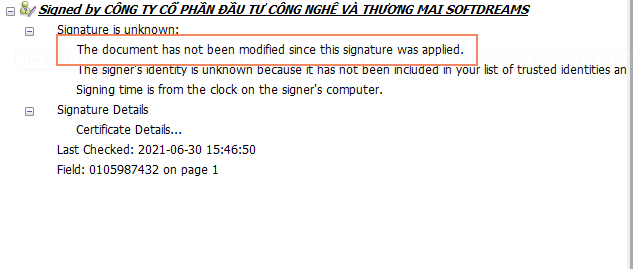 Signed by CÔNG TY CỔ PHẦN ĐẦU TƯ CÔNG NGHÊ VÀ THƯƠNG MAI SOFTDREAMS
Signature is unknown:
The document has not been modified since this signature was applied.
The signer's identity is unknown because it has not been included in your list of trusted identities an
Signing time is from the clock on the signer's computer.
Signature Details
Certificate Details...
Last Checked: 2021-06-30 15:46:50
Field: 0105987432 on page 1